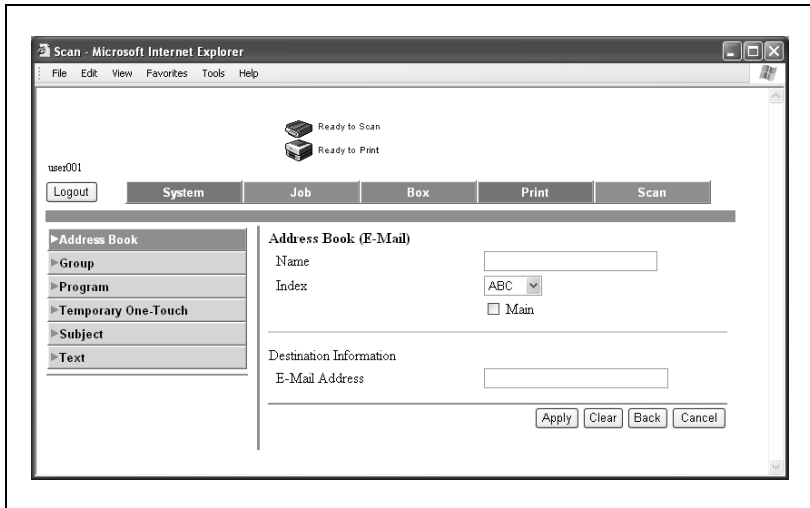 Scan - Microsoft Internet Explorer
File Edit View Favorites Tools Help
Ready to Scan
Ready to Print
user001
Logout System Job Box Print Scan
Address Book
Group
Program
Temporary One-Touch
Subject
Text
Address Book (E-Mail)
Name
Index ABC
Main
Destination Information
E-Mail Address
Apply Clear Back Cancel